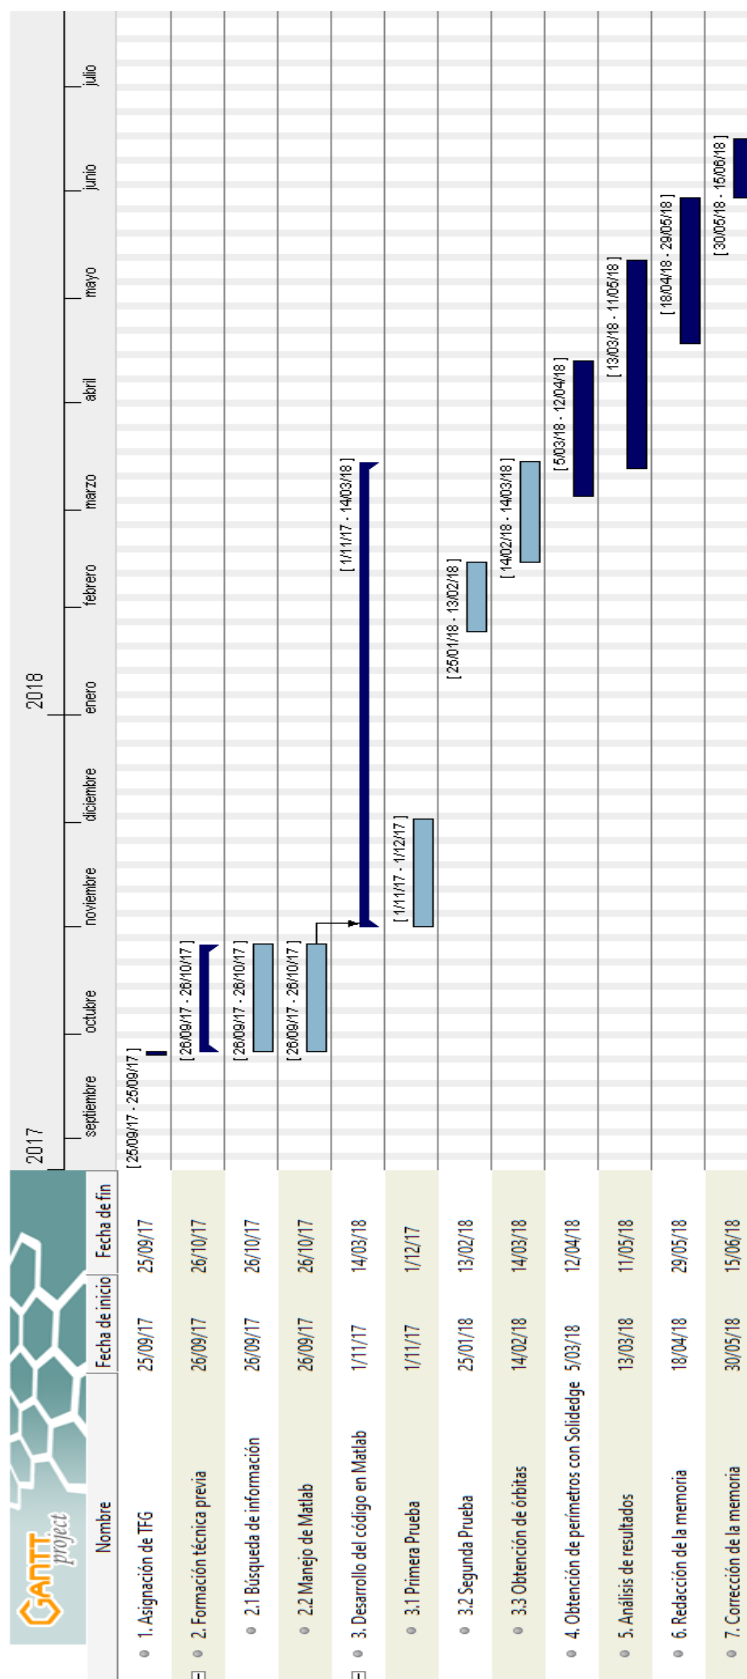 GANTT
project
2017
2018
Nombre
Fecha de inicio
Fecha de fin
septiembre
octubre
noviembre
diciembre
enero
febrero
marzo
abril
mayo
junio
julio
1. Asignación de TFG 25/09/17 25/09/17 [ 25/09/17 - 25/09/17 ]
2. Formación técnica previa 26/09/17 26/10/17 [ 26/09/17 - 26/10/17 ]
2.1 Búsqueda de información 26/09/17 26/10/17 [ 26/09/17 - 26/10/17 ]
2.2 Manejo de Matlab 26/09/17 26/10/17 [ 26/09/17 - 26/10/17 ]
3. Desarrollo del código en Matlab 1/11/17 14/03/18 [ 1/11/17 - 14/03/18 ]
3.1 Primera Prueba 1/11/17 1/12/17 [ 1/11/17 - 1/12/17 ]
3.2 Segunda Prueba 25/01/18 13/02/18 [ 25/01/18 - 13/02/18 ]
3.3 Obtención de órbitas 14/02/18 14/03/18 [ 14/02/18 - 14/03/18 ]
4. Obtención de perímetros con Solidedge 5/03/18 12/04/18 [ 5/03/18 - 12/04/18 ]
5. Análisis de resultados 13/03/18 11/05/18 [ 13/03/18 - 11/05/18 ]
6. Redacción de la memoria 18/04/18 29/05/18 [ 18/04/18 - 29/05/18 ]
7. Corrección de la memoria 30/05/18 15/06/18 [ 30/05/18 - 15/06/18 ]